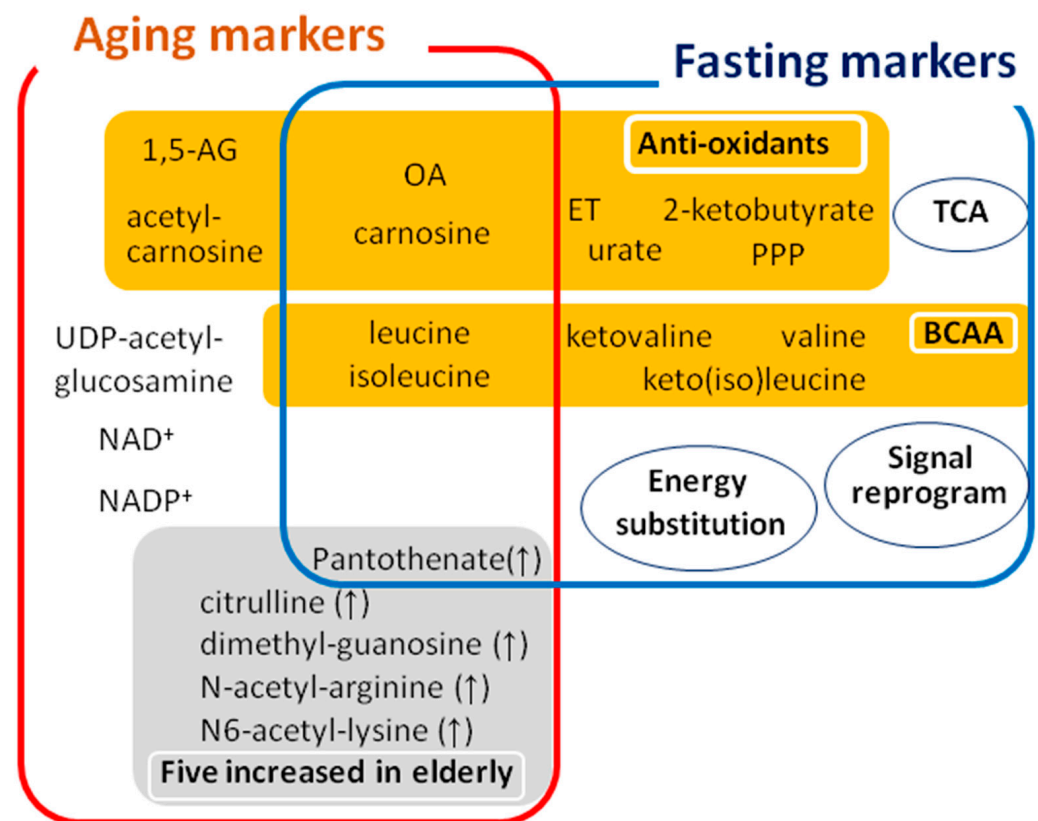 Aging markers
Fasting markers
1,5-AG
acetyl-
carnosine
OA
carnosine
Anti-oxidants
ET 2-ketobutyrate
urate PPP
TCA
UDP-acetyl-
glucosamine
leucine
isoleucine
ketovaline valine
keto(iso)leucine
BCAA
NAD⁺
NADP⁺
Energy
substitution
Signal
reprogram
Pantothenate(↑)
citrulline (↑)
dimethyl-guanosine (↑)
N-acetyl-arginine (↑)
N6-acetyl-lysine (↑)
Five increased in elderly